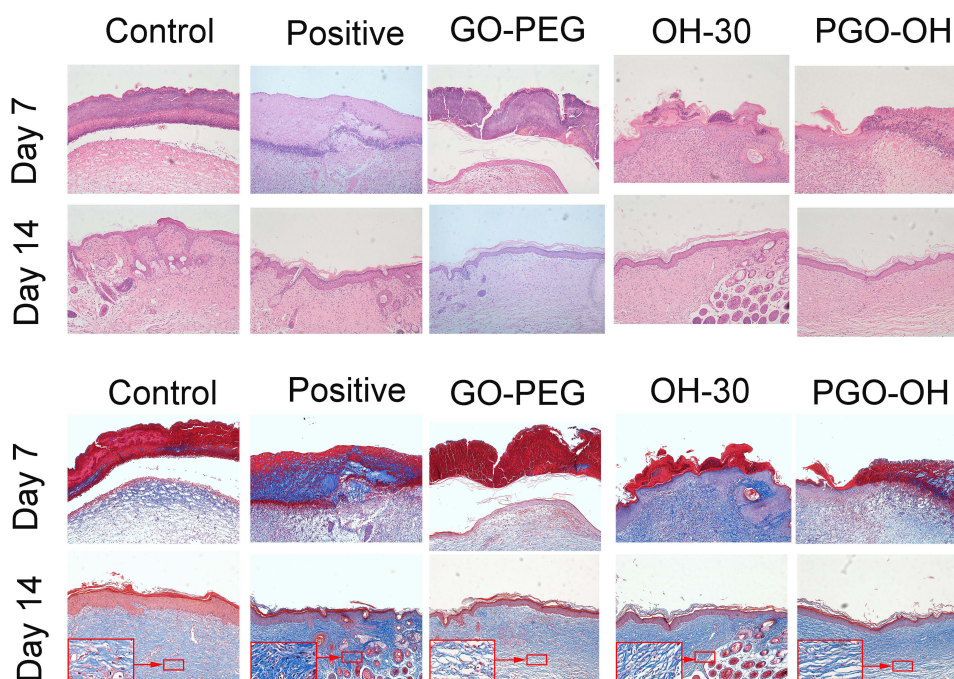 Control Positive GO-PEG OH-30 PGO-OH
Day 7
Day 14
Control Positive GO-PEG OH-30 PGO-OH
Day 7
Day 14